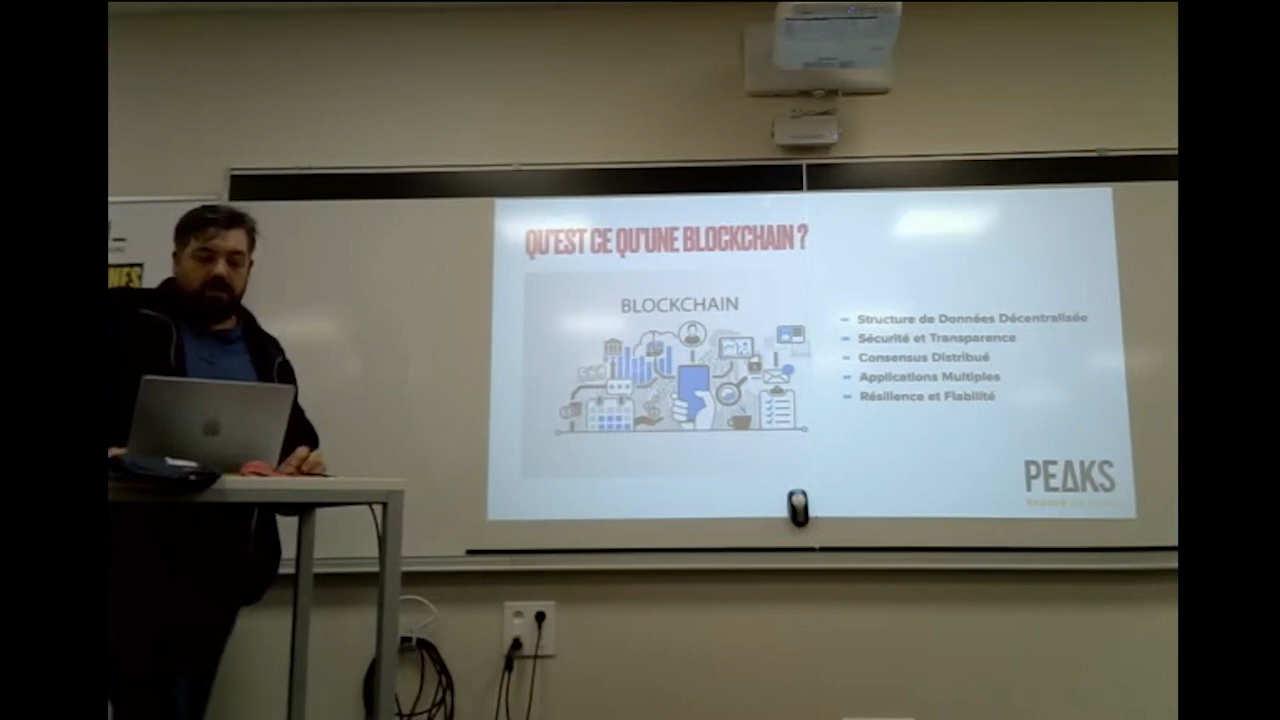 QU'EST CE QU'UNE BLOCKCHAIN ?
BLOCKCHAIN
Structure de Données Décentralisée
Sécurité et Transparence
Consensus Distribué
Applications Multiples
Résilience et Fiabilité
PEAKS